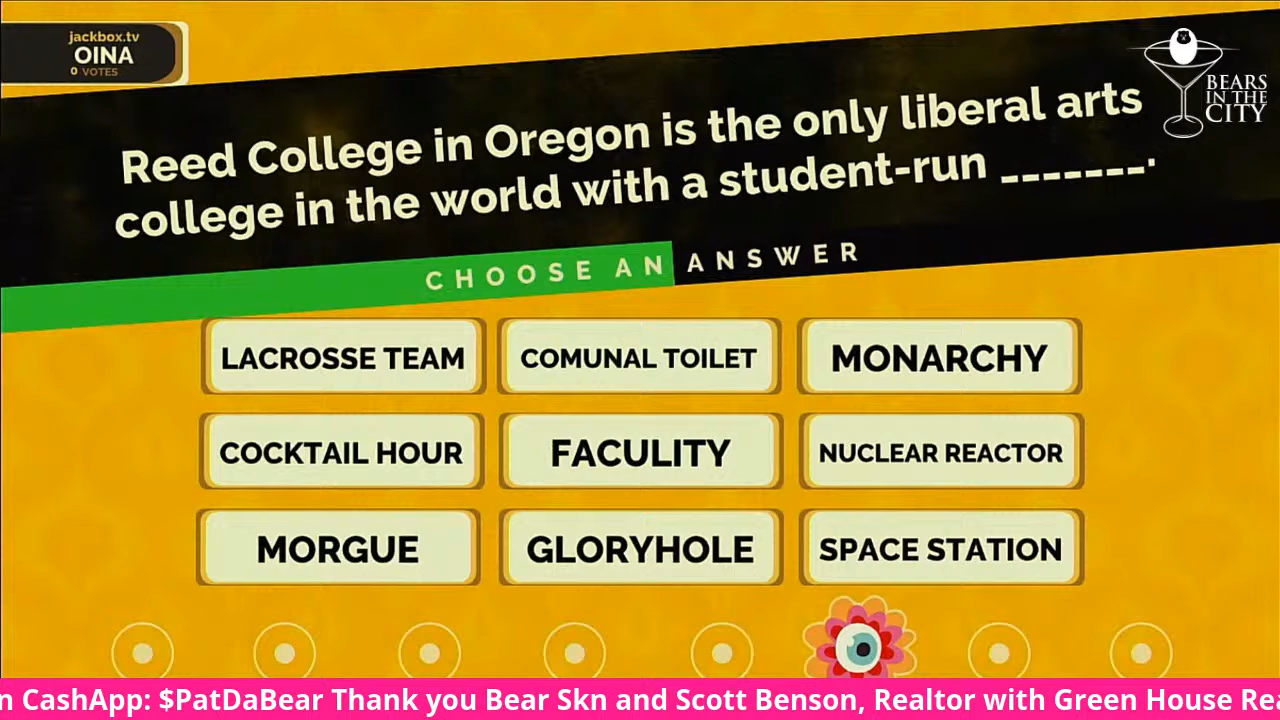 jackbox.tv
OINA
0 VOTES
BEARS
IN THE
CITY
Reed College in Oregon is the only liberal arts
college in the world with a student-run _______.
CHOOSE AN ANSWER
LACROSSE TEAM
COMUNAL TOILET
MONARCHY
COCKTAIL HOUR
FACULITY
NUCLEAR REACTOR
MORGUE
GLORYHOLE
SPACE STATION
n CashApp: $PatDaBear Thank you Bear Skn and Scott Benson, Realtor with Green House Rea